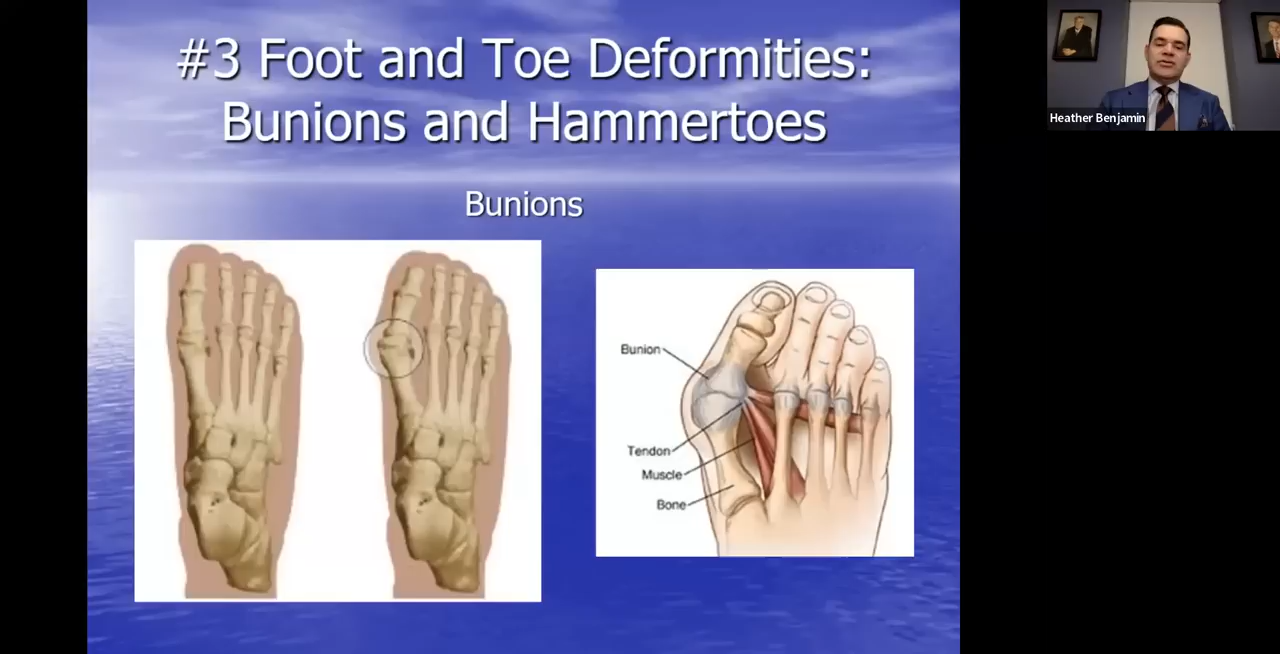 #3 Foot and Toe Deformities:
Bunions and Hammertoes
Bunions
Bunion
Tendon
Muscle
Bone
Heather Benjamin